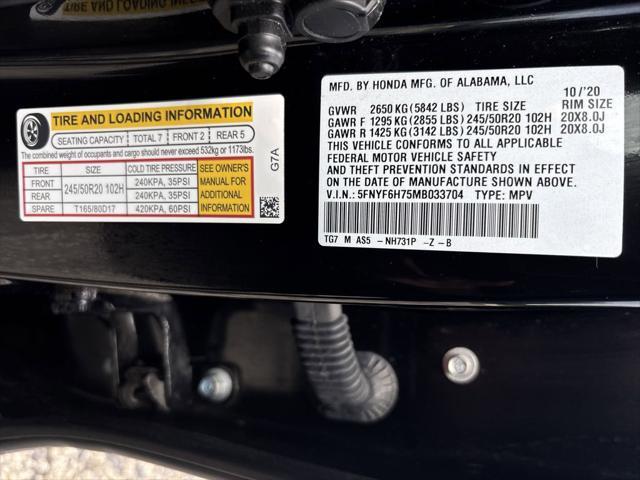 TIRE AND LOADING INFORMATION
SEATING CAPACITY TOTAL 7 FRONT 2 REAR 5
The combined weight of occupants and cargo should never exceed 532kg or 1173lbs.
TIRE SIZE COLD TIRE PRESSURE SEE OWNER'S MANUAL FOR ADDITIONAL INFORMATION
FRONT 245/50R20 102H 240KPA, 35PSI
REAR 240KPA, 35PSI
SPARE T165/80D17 420KPA, 60PSI
G7A
MFD. BY HONDA MFG. OF ALABAMA, LLC 10/'20
GVWR 2650 KG (5842 LBS) TIRE SIZE RIM SIZE
GAWR F 1295 KG (2855 LBS) 245/50R20 102H 20X8.0J
GAWR R 1425 KG (3142 LBS) 245/50R20 102H 20X8.0J
THIS VEHICLE CONFORMS TO ALL APPLICABLE
FEDERAL MOTOR VEHICLE SAFETY
AND THEFT PREVENTION STANDARDS IN EFFECT
ON THE DATE OF MANUFACTURE SHOWN ABOVE.
V.I.N.: 5FNYF6H75MB033704 TYPE: MPV
TG7 M AS5 -NH731P -Z-B